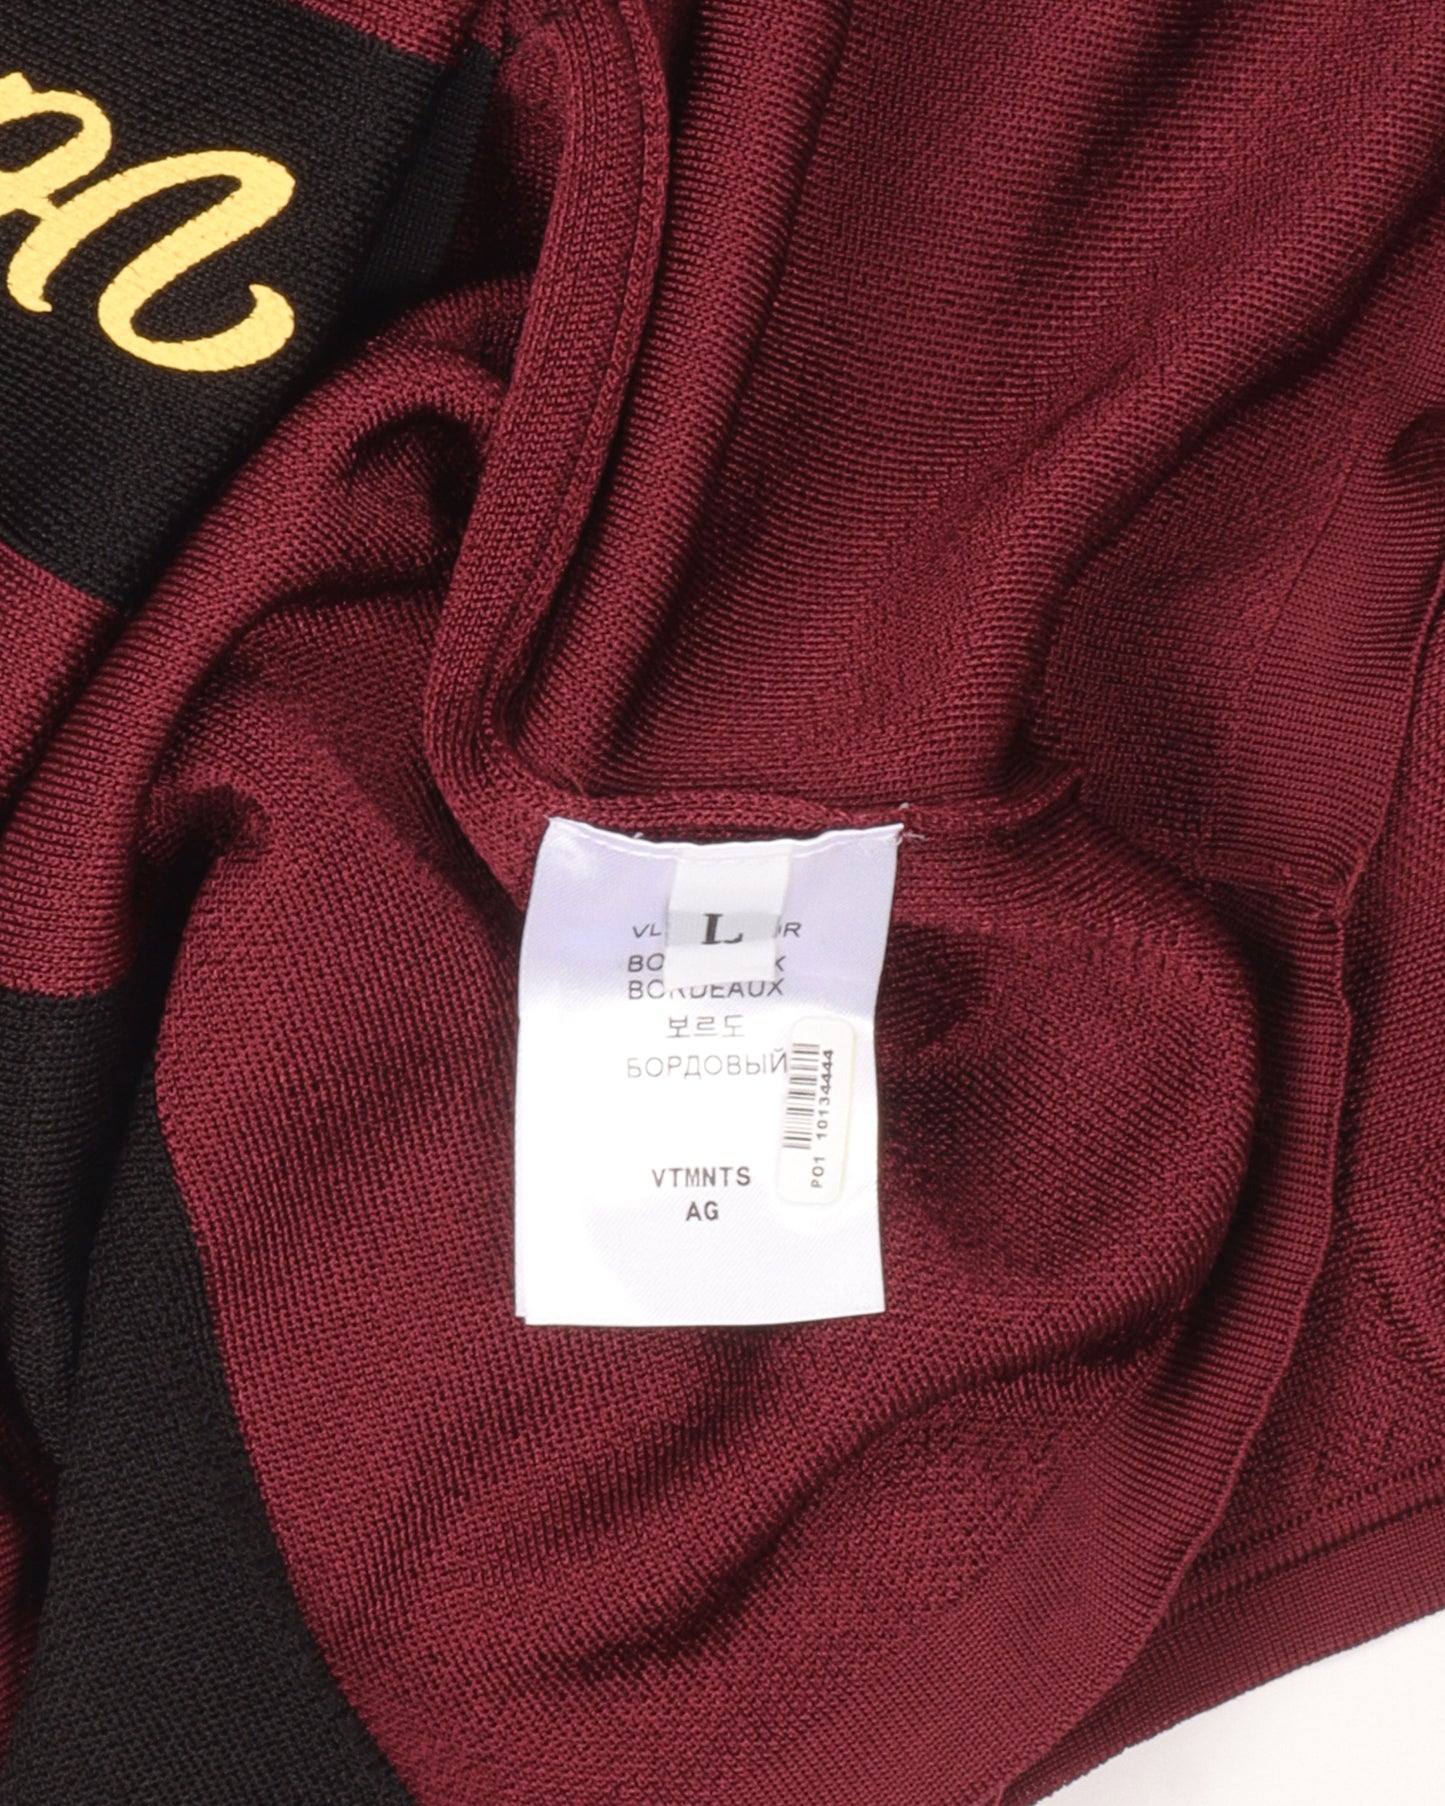 L
BORDEAUX
보르도
БОРДОВЫЙ
VTMNTS
AG
P01 10134444